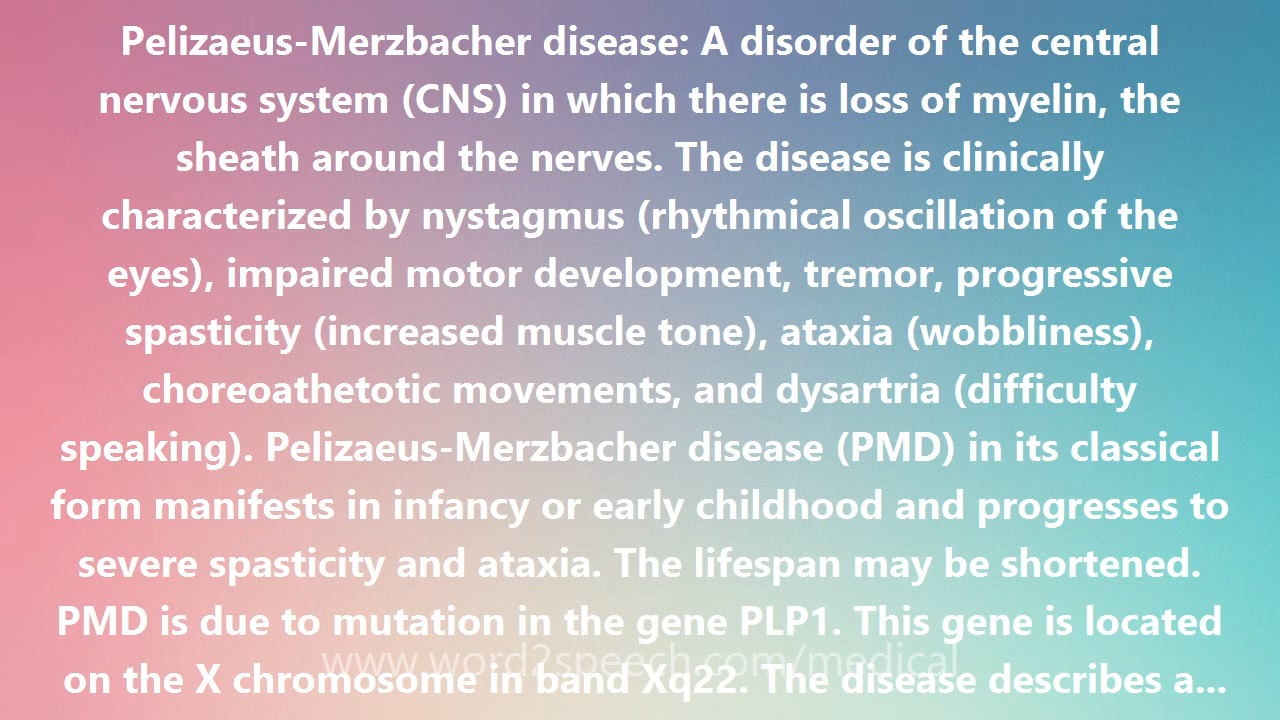 Pelizaeus-Merzbacher disease: A disorder of the central
nervous system (CNS) in which there is loss of myelin, the
sheath around the nerves. The disease is clinically
characterized by nystagmus (rhythmical oscillation of the
eyes), impaired motor development, tremor, progressive
spasticity (increased muscle tone), ataxia (wobbliness),
choreoathetotic movements, and dysartria (difficulty
speaking). Pelizaeus-Merzbacher disease (PMD) in its classical
form manifests in infancy or early childhood and progresses to
severe spasticity and ataxia. The lifespan may be shortened.
PMD is due to mutation in the gene PLP1. This gene is located
www.word2speech.com/medical
on the X chromosome in band Xq22. The disease describes a...